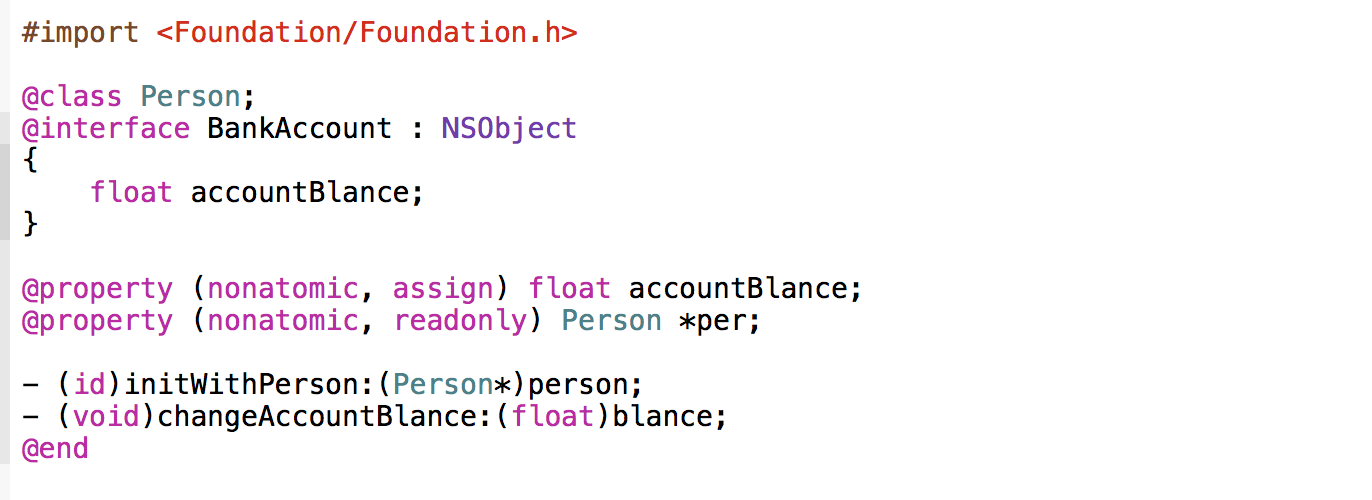 #import <Foundation/Foundation.h>
@class Person;
@interface BankAccount : NSObject
{
    float accountBlance;
}
@property (nonatomic, assign) float accountBlance;
@property (nonatomic, readonly) Person *per;
- (id)initWithPerson:(Person*)person;
- (void)changeAccountBlance:(float)blance;
@end